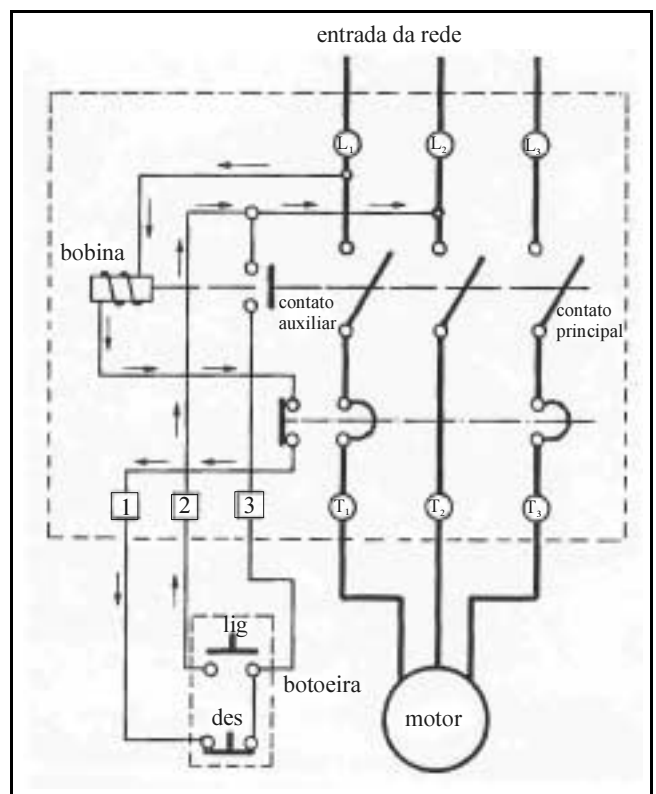 entrada da rede
L₁ L₂ L₃
bobina
contato
auxiliar
contato
principal
1 2 3 T₁ T₂ T₃
lig
botoeira
des
motor